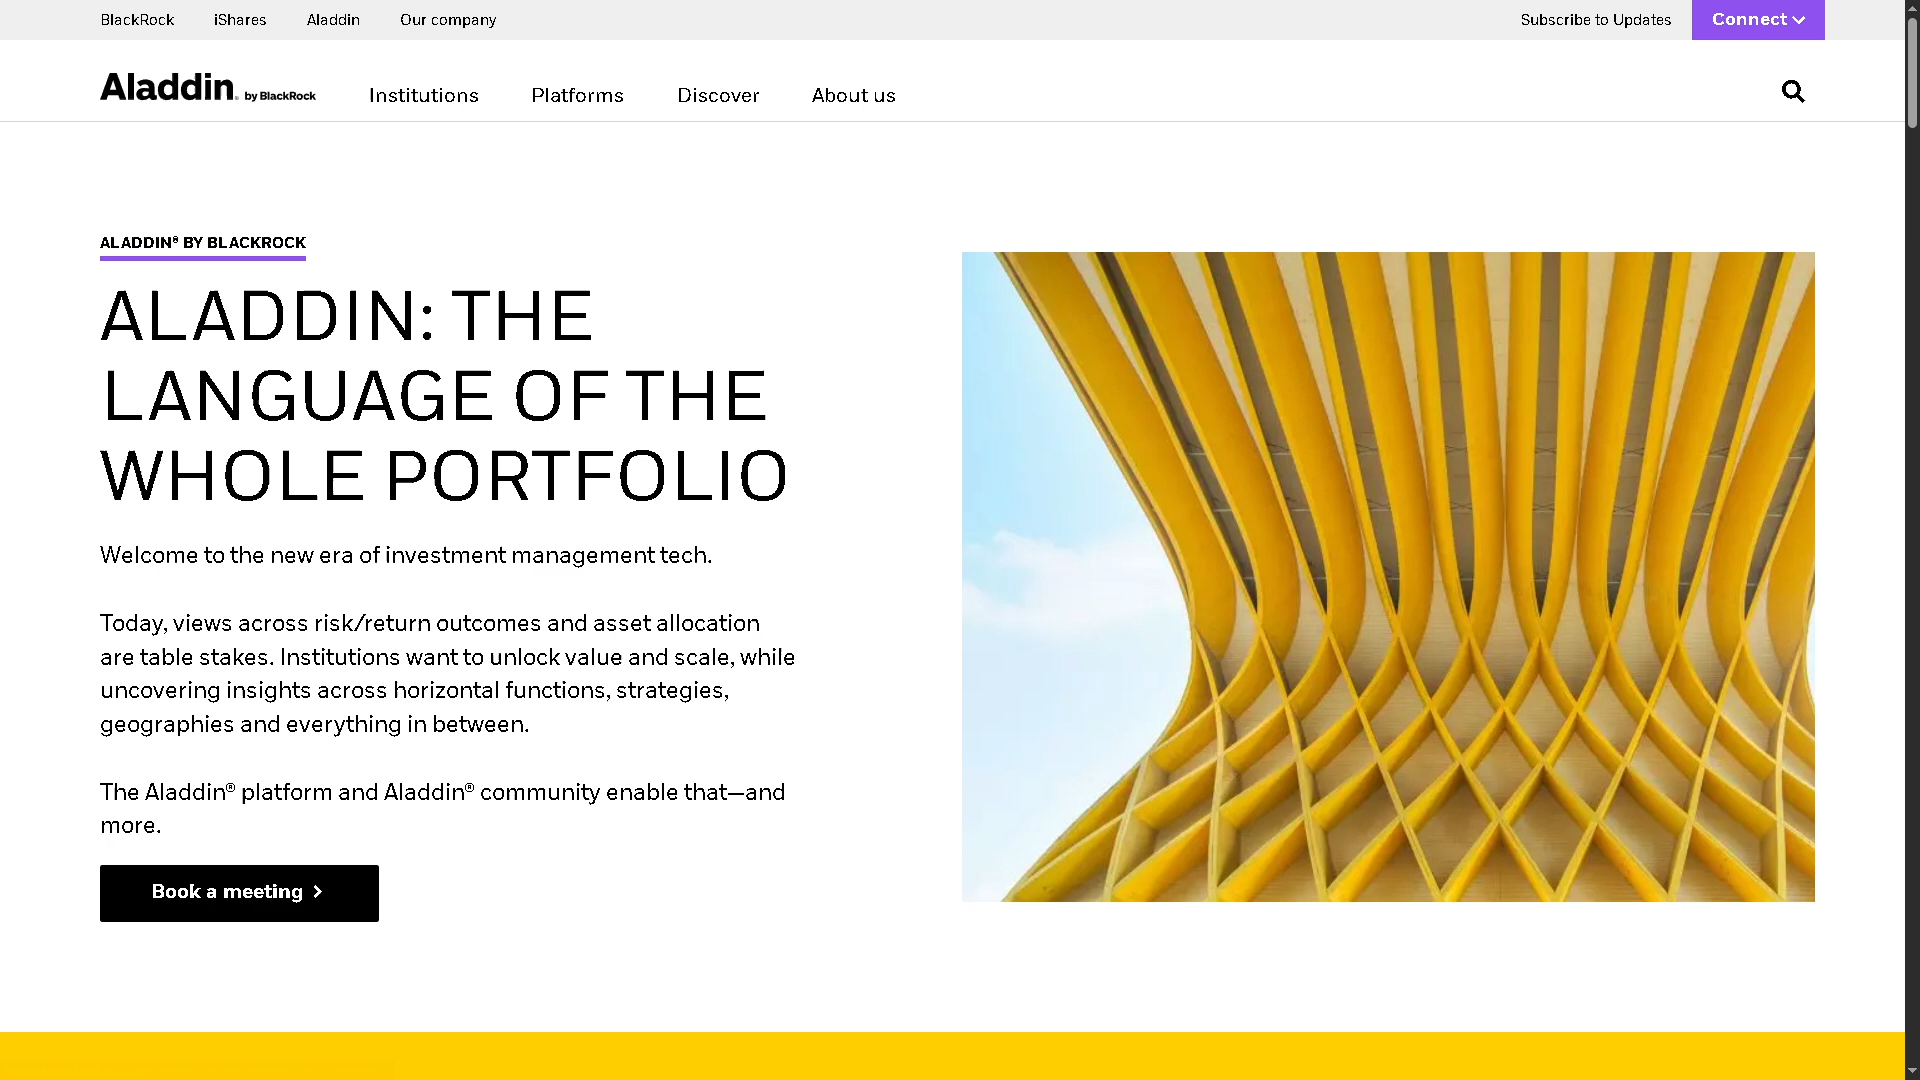 BlackRock
iShares
Aladdin
Our company
Subscribe to Updates
Connect
Aladdin. by BlackRock
Institutions
Platforms
Discover
About us
ALADDIN® BY BLACKROCK
ALADDIN: THE
LANGUAGE OF THE
WHOLE PORTFOLIO
Welcome to the new era of investment management tech.
Today, views across risk/return outcomes and asset allocation
are table stakes. Institutions want to unlock value and scale, while
uncovering insights across horizontal functions, strategies,
geographies and everything in between.
The Aladdin® platform and Aladdin® community enable that—and
more.
Book a meeting